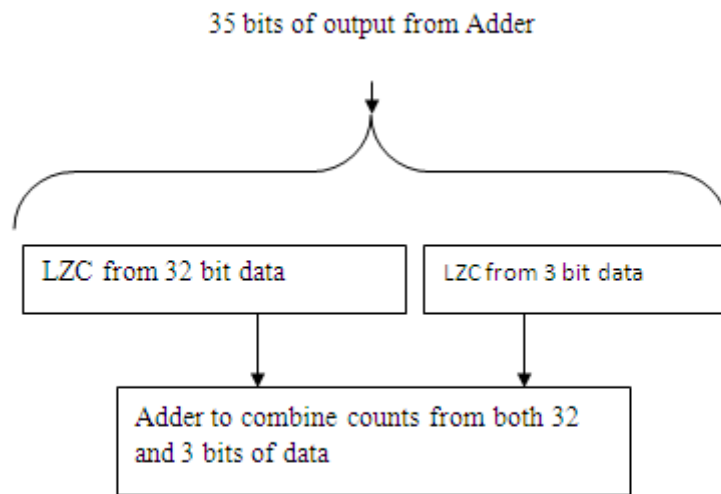 35 bits of output from Adder
LZC from 32 bit data
LZC from 3 bit data
Adder to combine counts from both 32
and 3 bits of data